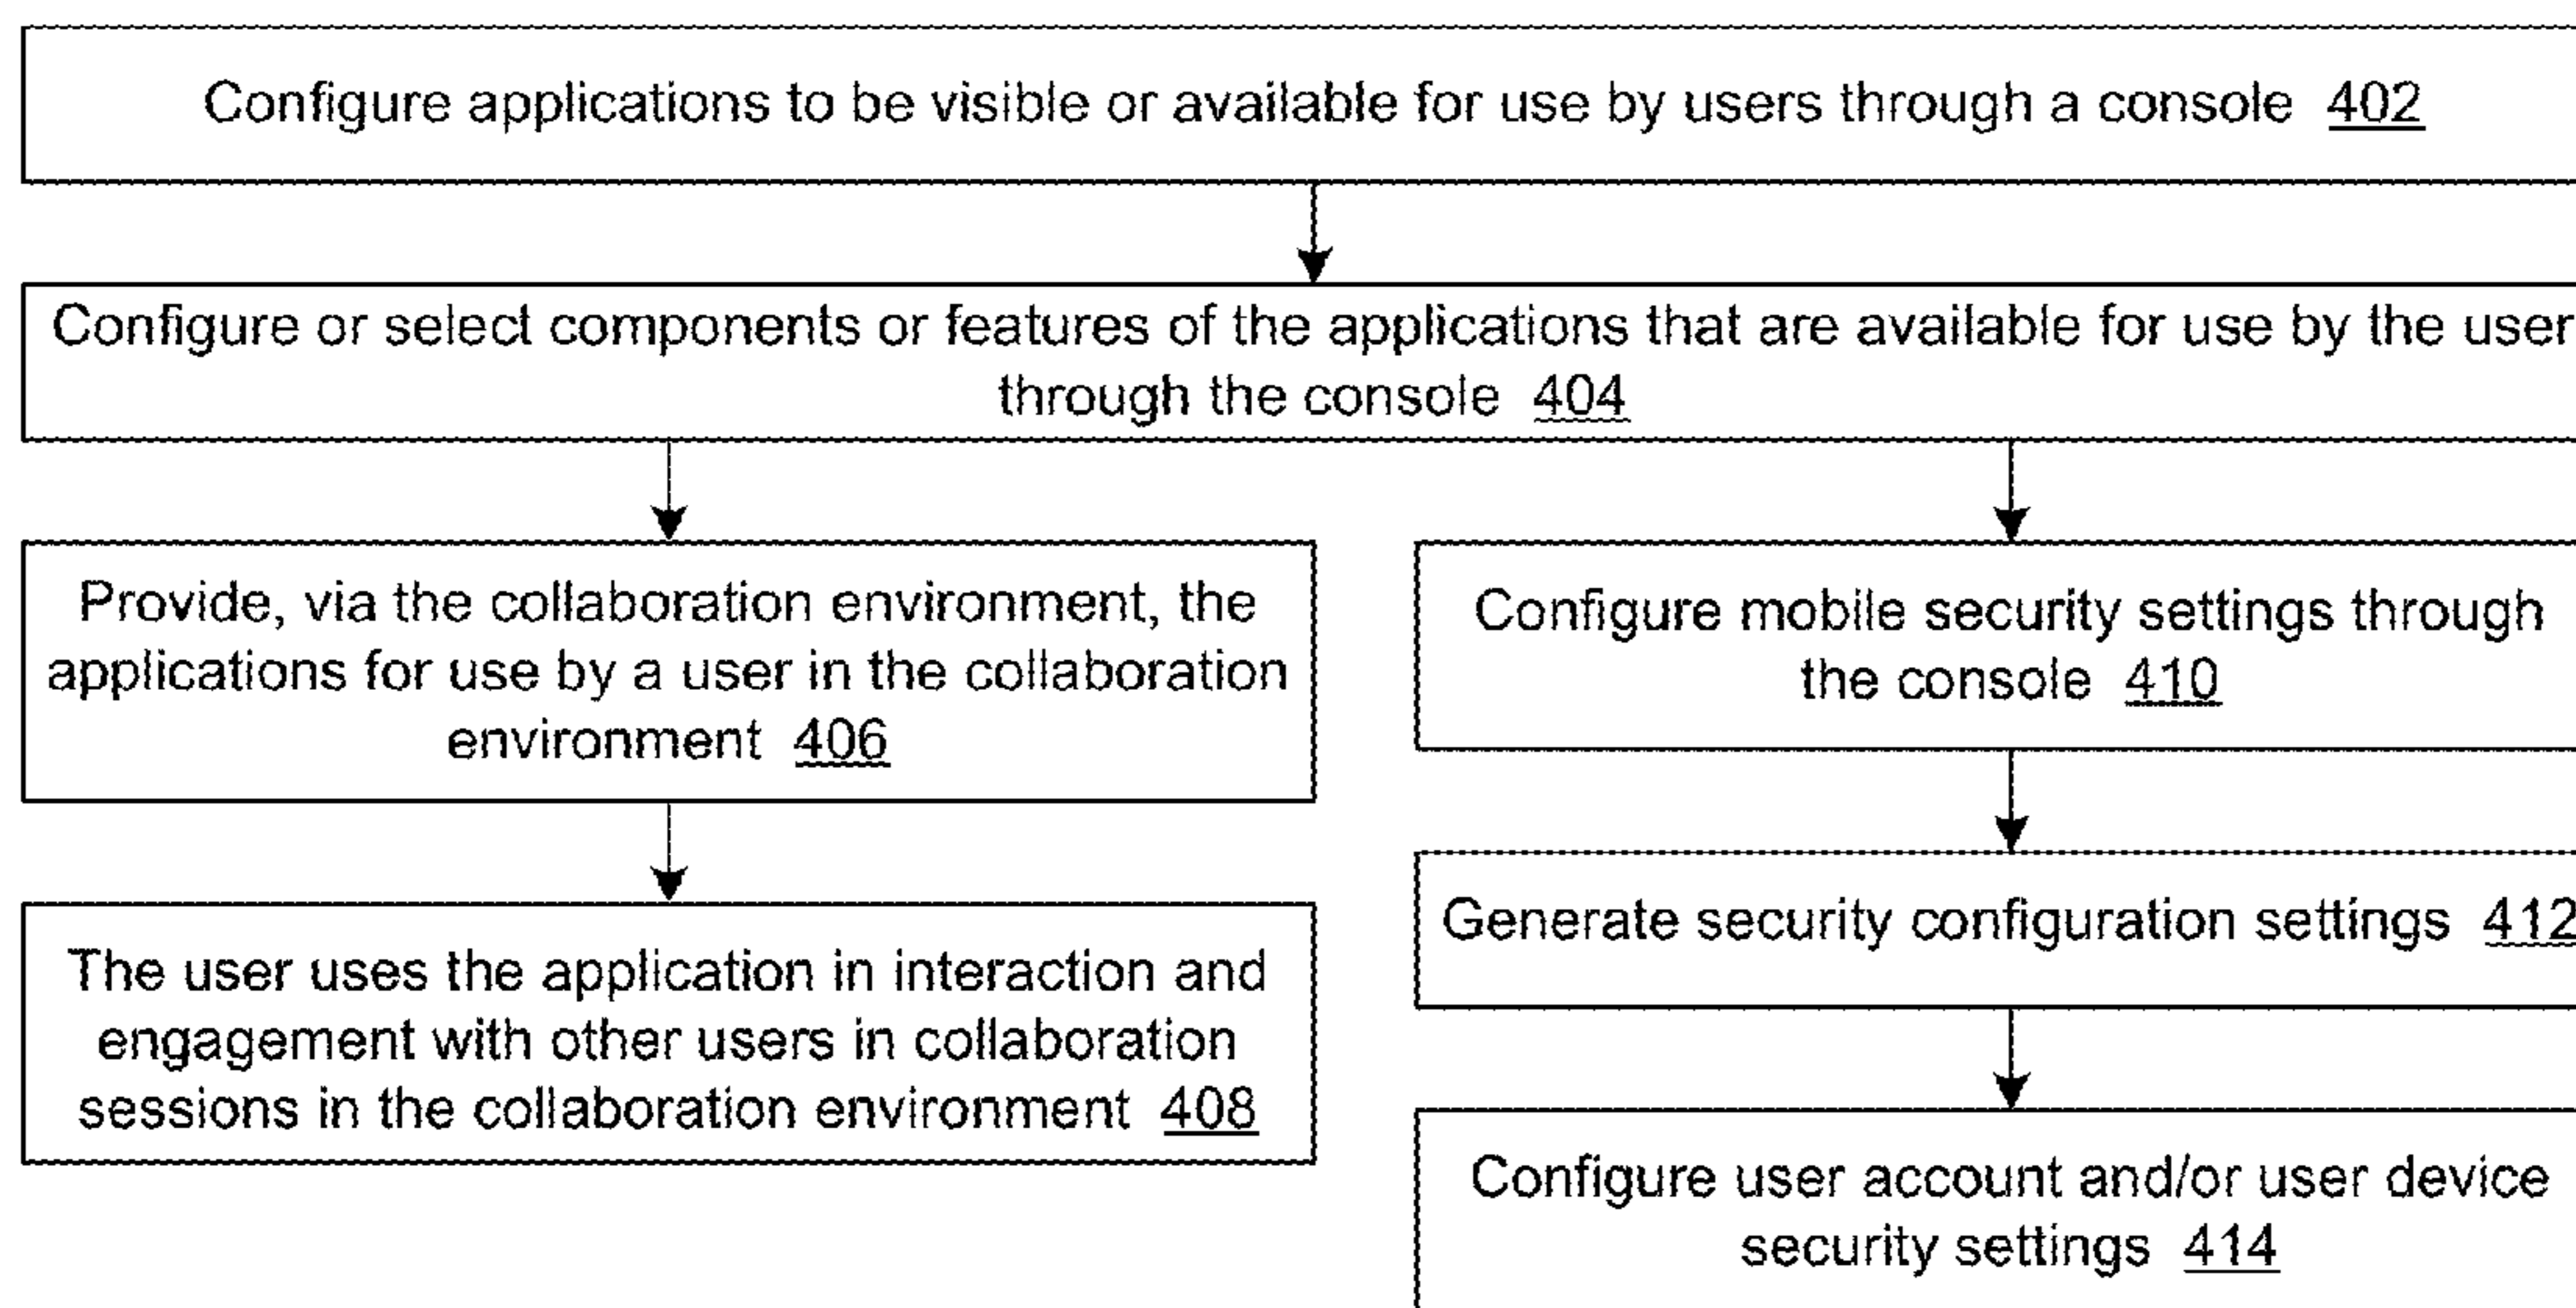 Configure applications to be visible or available for use by users through a console 402
Configure or select components or features of the applications that are available for use by the user
through the console 404
Provide, via the collaboration environment, the
applications for use by a user in the collaboration
environment 406
The user uses the application in interaction and
engagement with other users in collaboration
sessions in the collaboration environment 408
Configure mobile security settings through
the console 410
Generate security configuration settings 412
Configure user account and/or user device
security settings 414